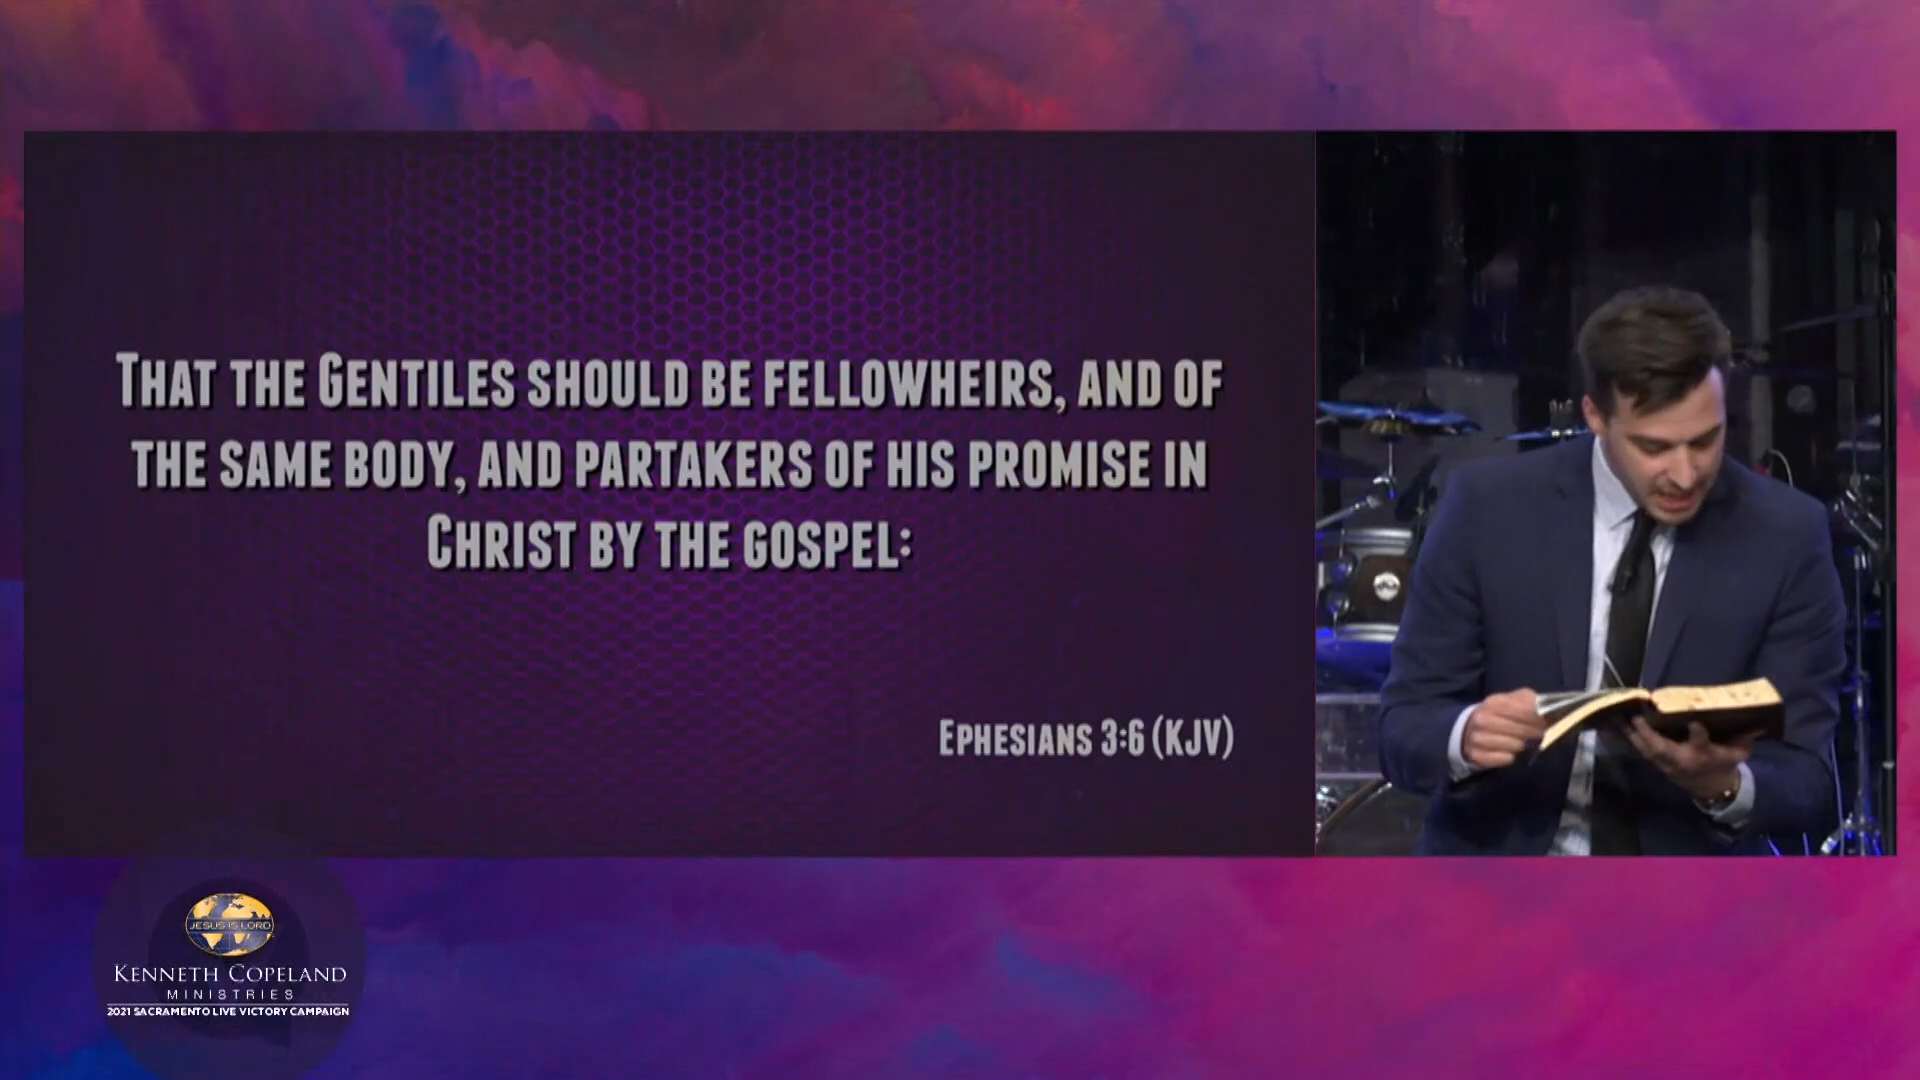 That the Gentiles should be fellowheirs, and of
the same body, and partakers of his promise in
Christ by the gospel:
Ephesians 3:6 (KJV)
JESUS IS LORD
Kenneth Copeland
MINISTRIES
2021 SACRAMENTO LIVE VICTORY CAMPAIGN